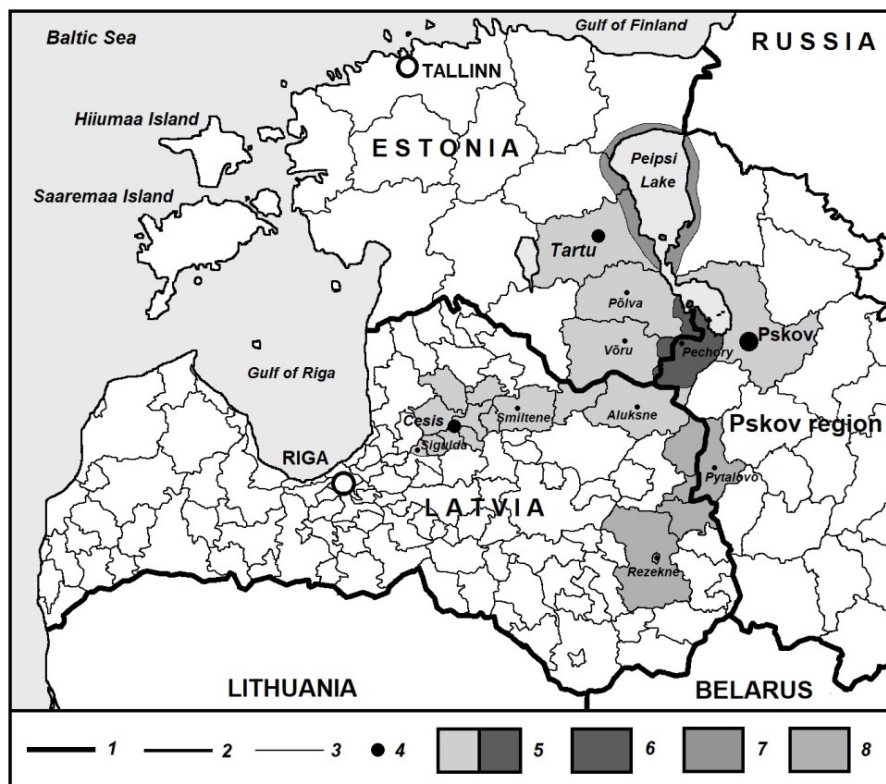 Gulf of Finland
Baltic Sea
RUSSIA
TALLINN
Hiiumaa Island
ESTONIA
Peipsi
Lake
Saaremaa Island
Tartu
Põlva
Pskov
Võru
Pechory
Gulf of Riga
Cesis
Smiltene
Aluksne
Pskov region
Sigulda
RIGA
Pytalovo
LATVIA
Rezekne
LITHUANIA
BELARUS
1 2 3 4 5 6 7 8